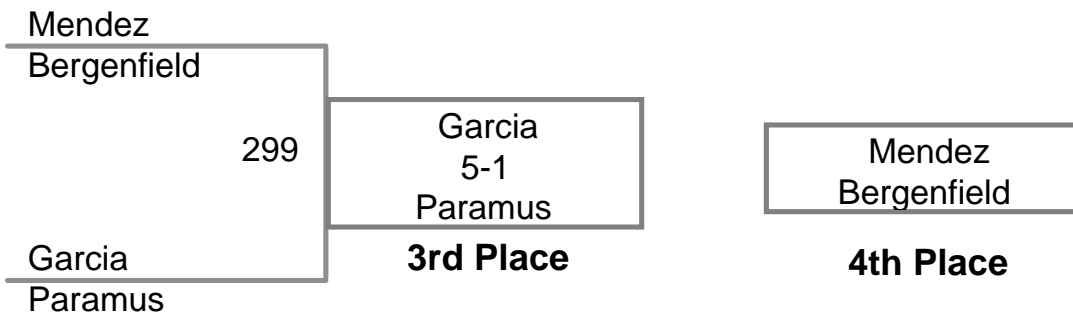 Mendez
Bergenfield
299
Garcia
Paramus
Garcia
5-1
Paramus
3rd Place
Mendez
Bergenfield
4th Place